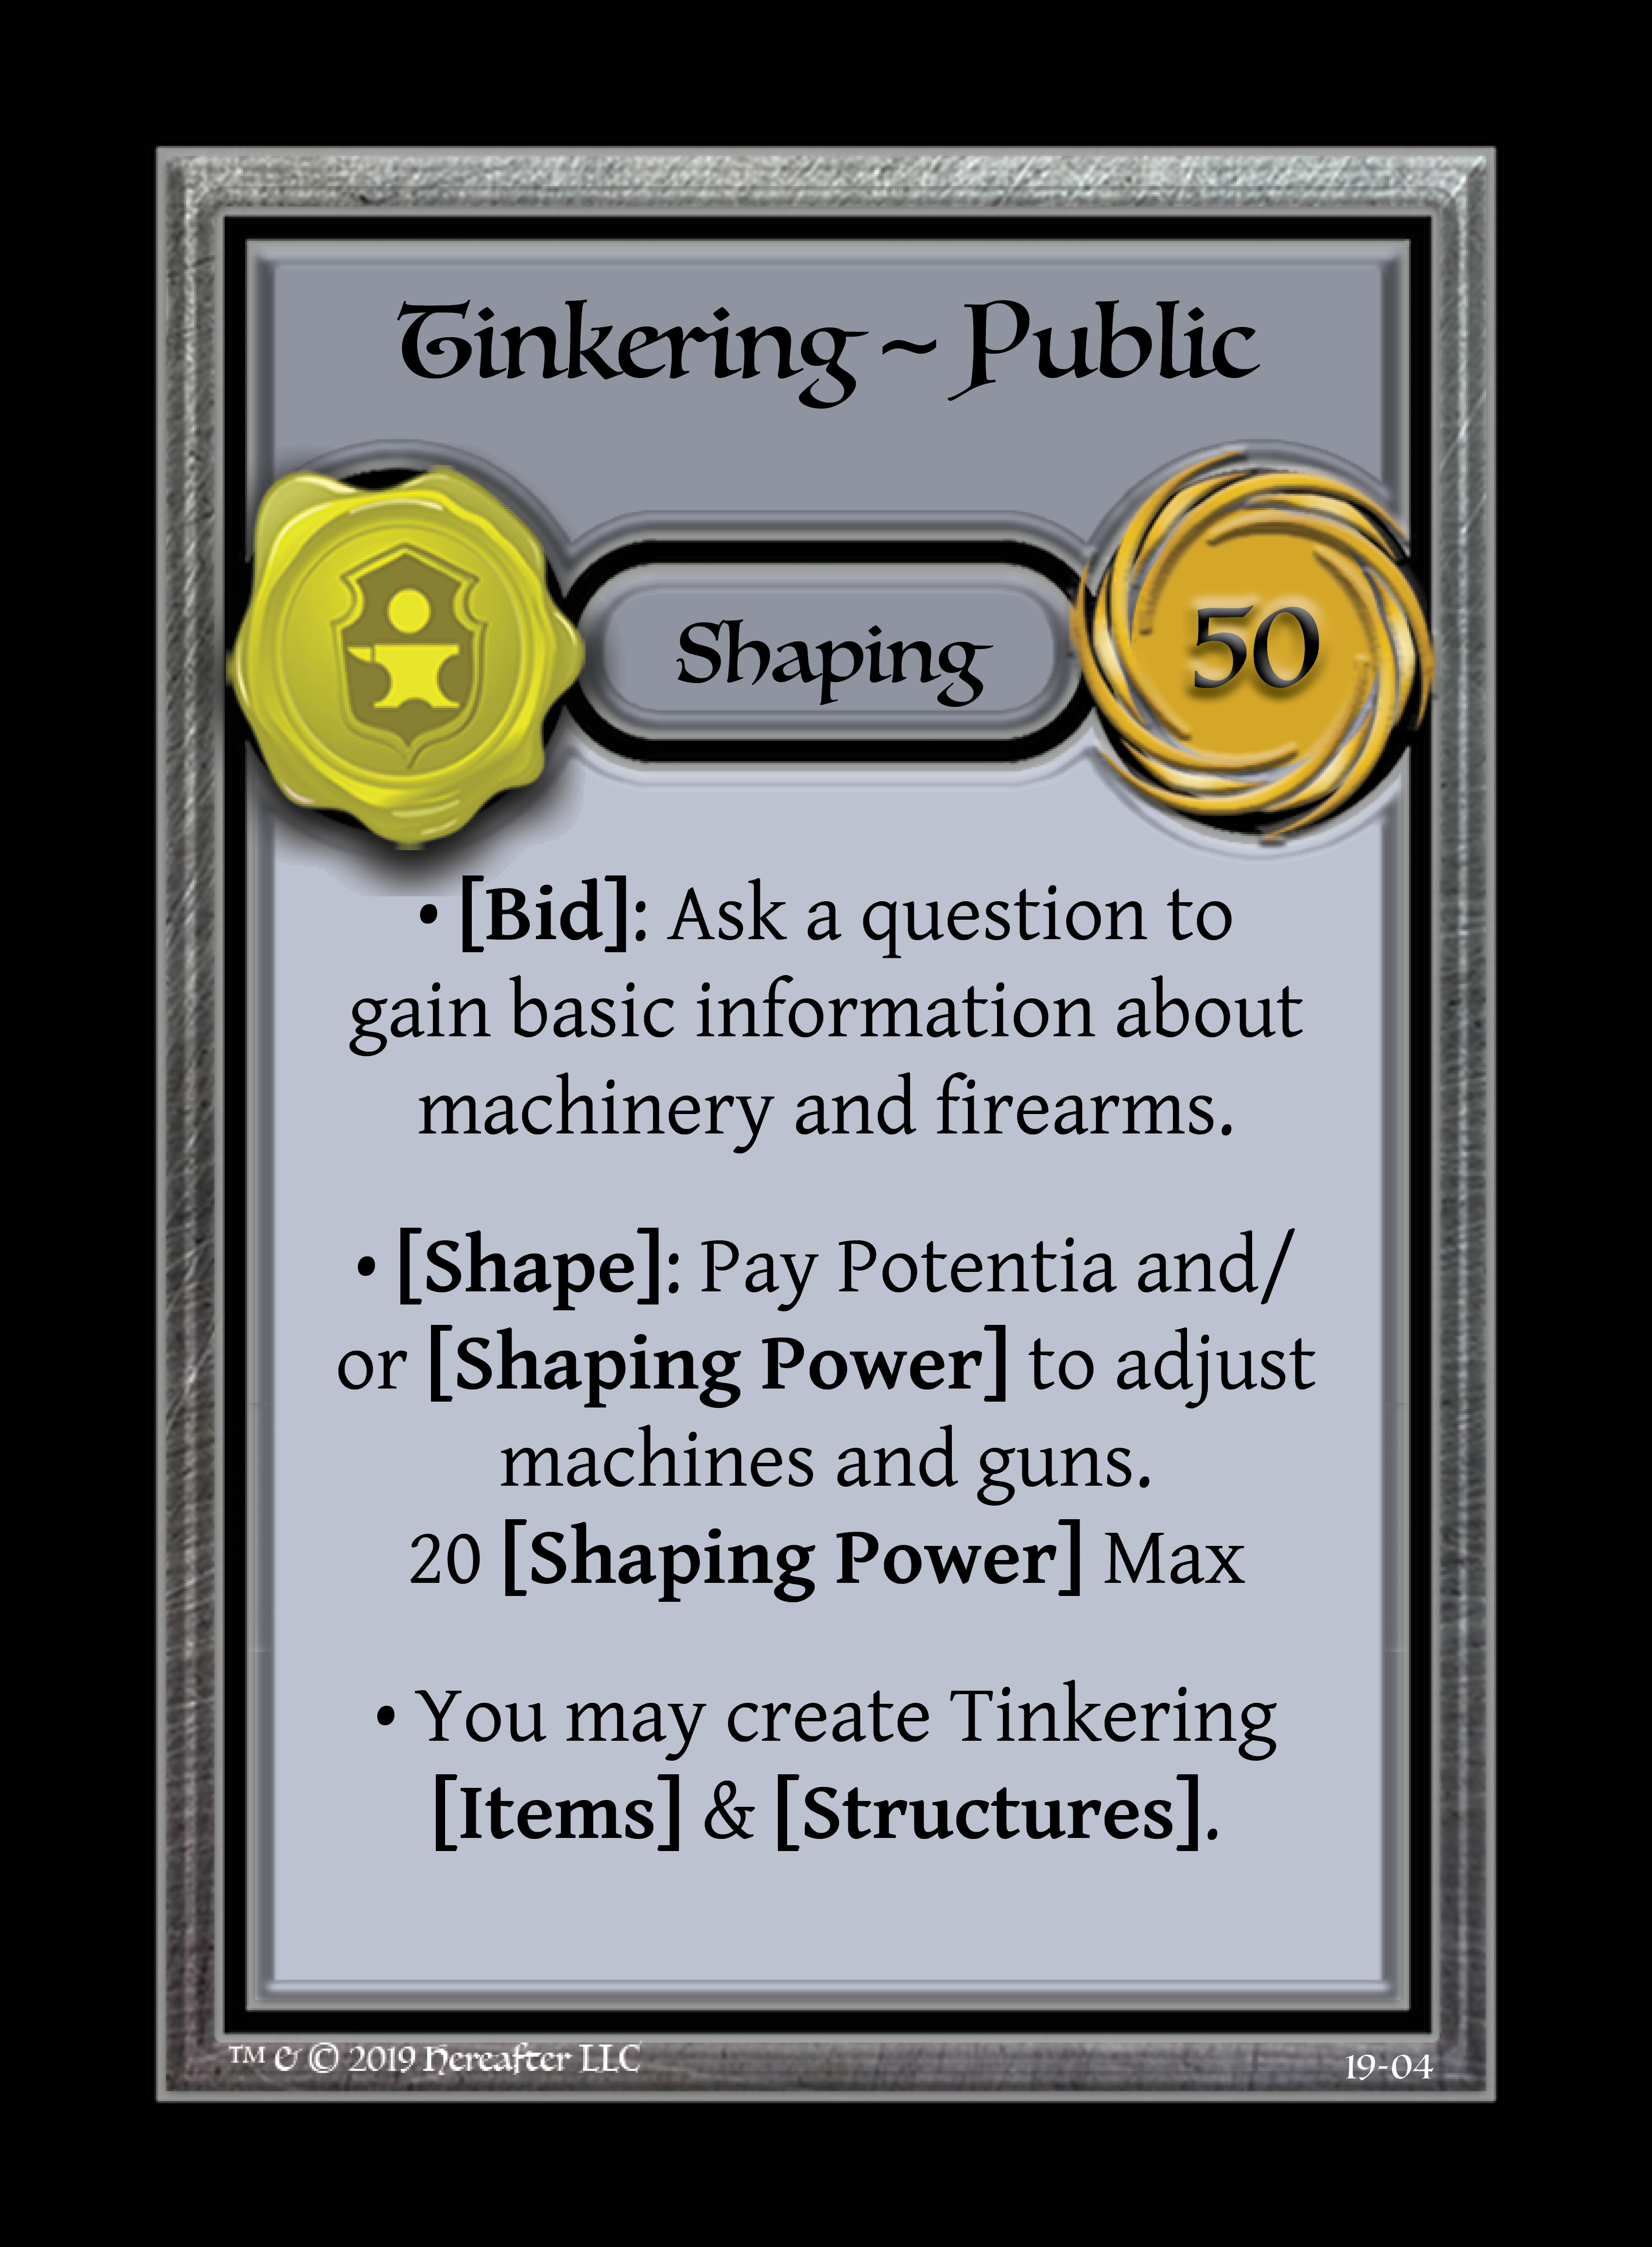 Tinkering ~ Public
Shaping
50
• [Bid]: Ask a question to
gain basic information about
machinery and firearms.
• [Shape]: Pay Potentia and/
or [Shaping Power] to adjust
machines and guns.
20 [Shaping Power] Max
• You may create Tinkering
[Items] & [Structures].
™ & © 2019 Hereafter LLC
19-04